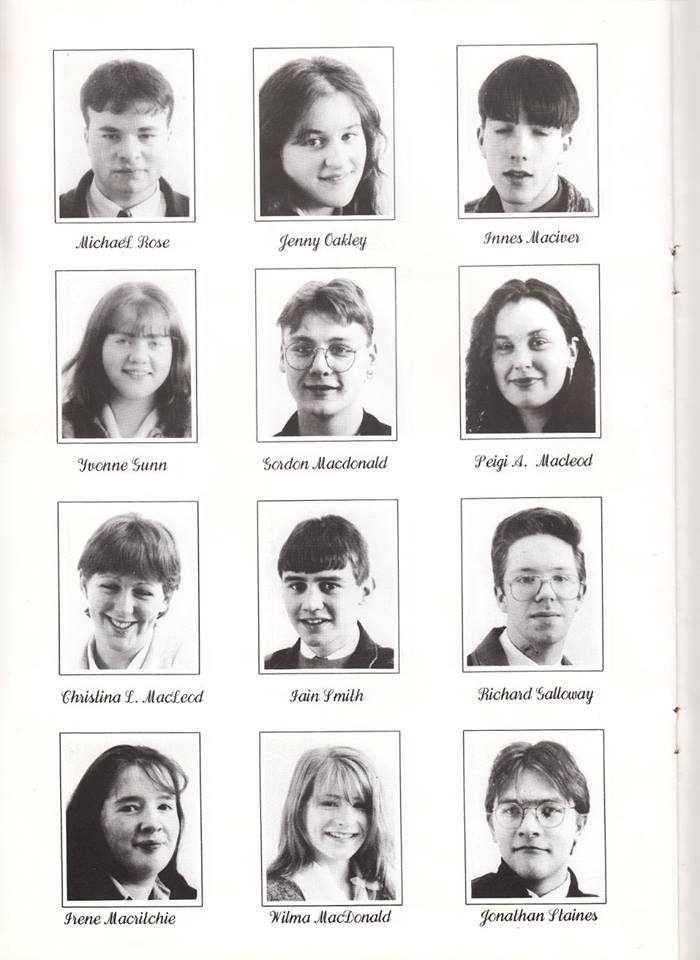 Michael Rose
Jenny Oakley
Innes Maciver
Yvonne Gunn
Gordon Macdonald
Peigi A. Macleod
Christina L. MacLeod
Iain Smith
Richard Galloway
Irene Macritchie
Wilma MacDonald
Jonathan Staines